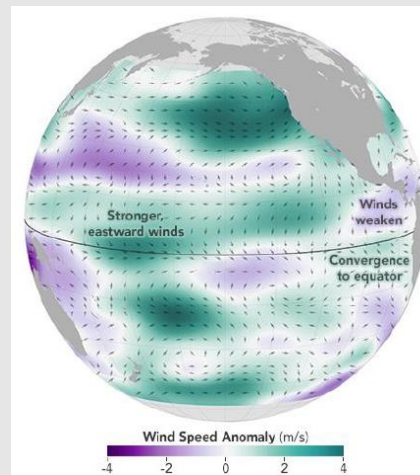 Stronger,
eastward winds
Winds
weaken
Convergence
to equator
Wind Speed Anomaly (m/s)
-4 -2 0 2 4